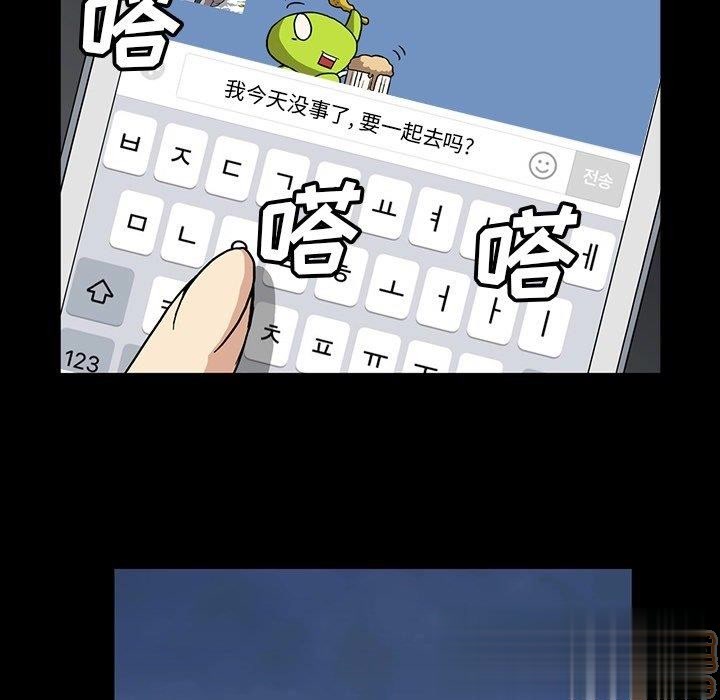 嗒
我今天没事了, 要一起去吗?
전송
ㅂ ㅈ ㄷ ㄱ ㅛ ㅕ ㅔ
嗒 嗒
ㅁ ㄴ ㅇ ㅎ ㅗ ㅓ ㅏ ㅣ
ㅊ ㅍ ㅠ ㅜ
123